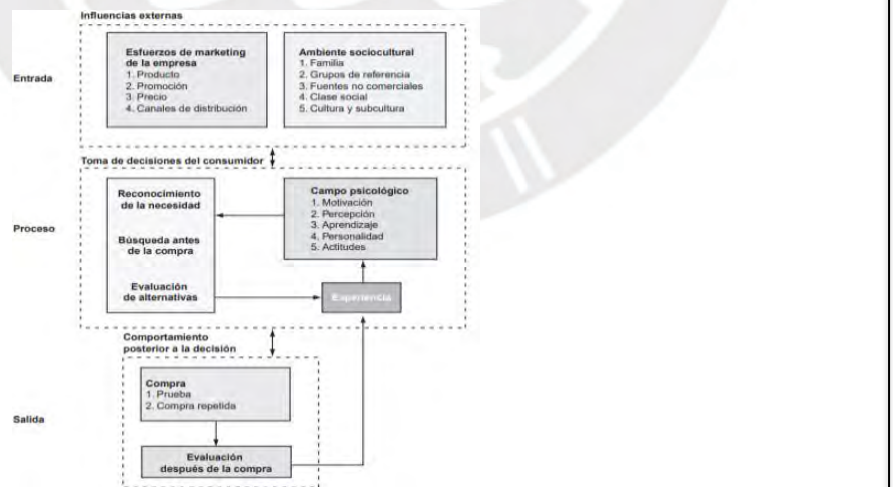 Influencias externas
Entrada
Esfuerzos de marketing
de la empresa
1. Producto
2. Promoción
3. Precio
4. Canales de distribución
Ambiente sociocultural
1. Familia
2. Grupos de referencia
3. Fuentes no comerciales
4. Clase social
5. Cultura y subcultura
Toma de decisiones del consumidor
Proceso
Reconocimiento
de la necesidad
Búsqueda antes
de la compra
Evaluación
de alternativas
Campo psicológico
1. Motivación
2. Percepción
3. Aprendizaje
4. Personalidad
5. Actitudes
Experiencia
Comportamiento
posterior a la decisión
Salida
Compra
1. Prueba
2. Compra repetida
Evaluación
después de la compra